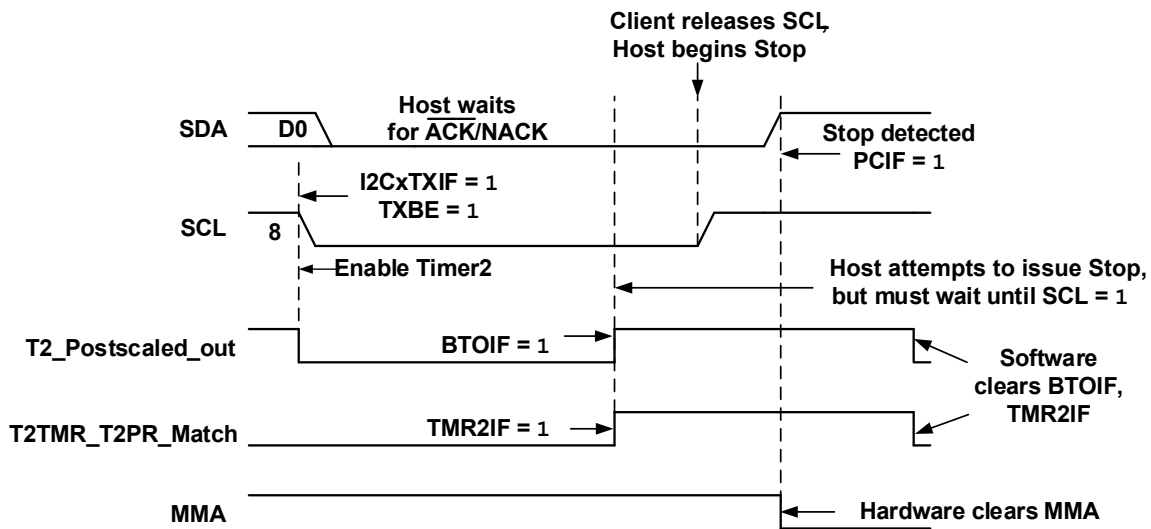 Client releases SCL,
Host begins Stop
SDA
D0
Host waits
for ACK/NACK
Stop detected
PCIF = 1
I2CxTXIF = 1
TXBE = 1
SCL
8
Enable Timer2
Host attempts to issue Stop,
but must wait until SCL = 1
T2_Postscaled_out
BTOIF = 1
Software
clears BTOIF,
TMR2IF
T2TMR_T2PR_Match
TMR2IF = 1
MMA
Hardware clears MMA